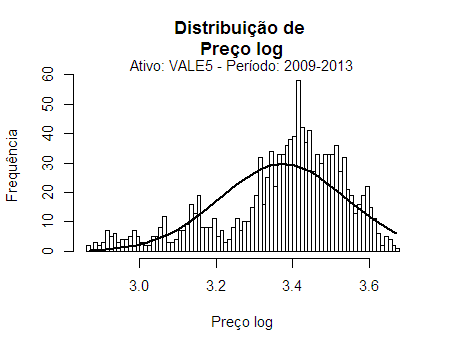 Distribuição de
Preço log
Ativo: VALE5 - Período: 2009-2013
Frequência
60
50
40
30
20
10
0
3.0 3.2 3.4 3.6
Preço log